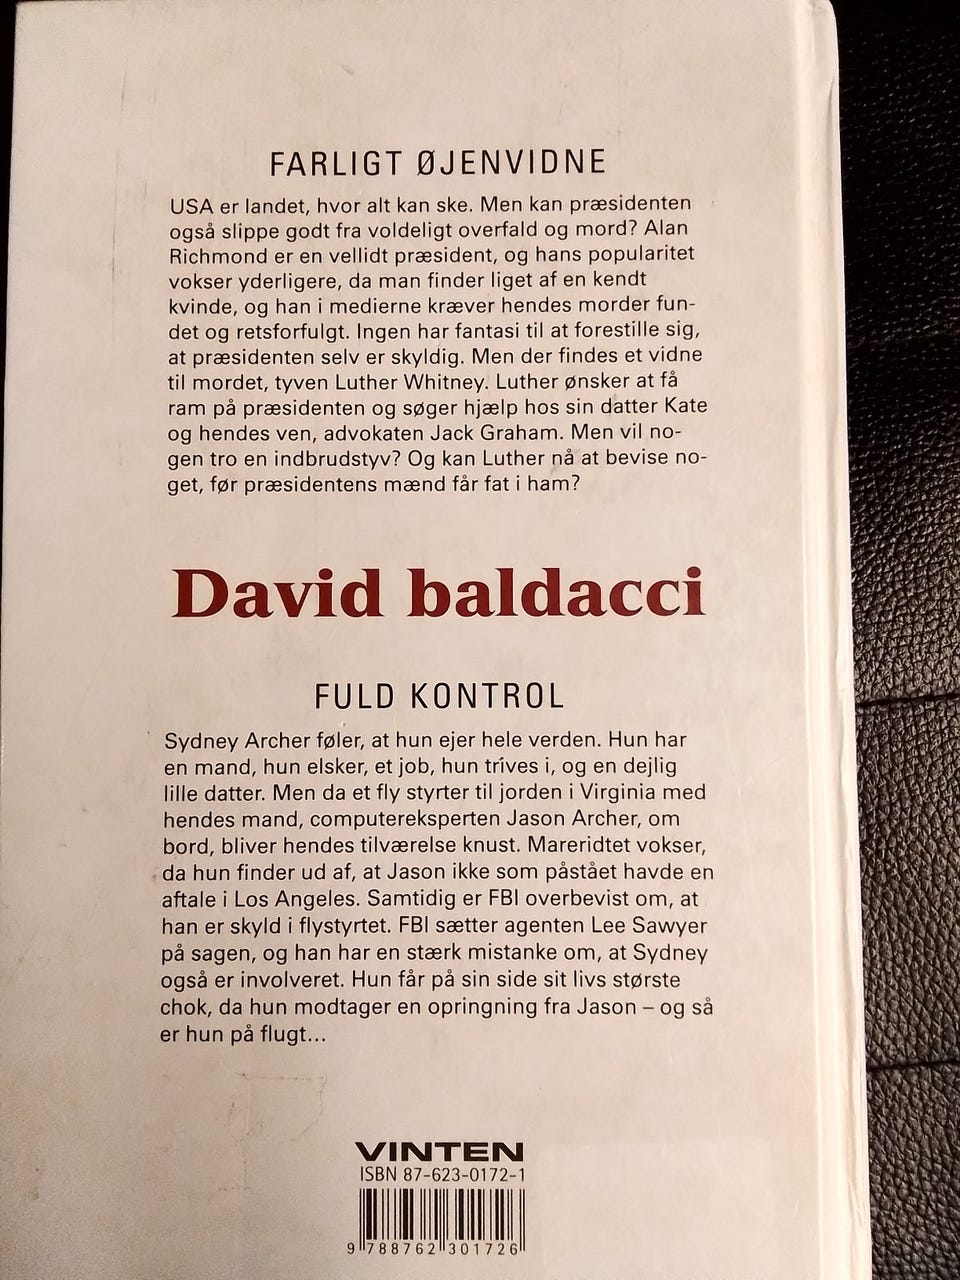 FARLIGT ØJENVIDNE
USA er landet, hvor alt kan ske. Men kan præsidenten
også slippe godt fra voldeligt overfald og mord? Alan
Richmond er en vellidt præsident, og hans popularitet
vokser yderligere, da man finder liget af en kendt
kvinde, og han i medierne kræver hendes morder fun-
det og retsforfulgt. Ingen har fantasi til at forestille sig,
at præsidenten selv er skyldig. Men der findes et vidne
til mordet, tyven Luther Whitney. Luther ønsker at få
ram på præsidenten og søger hjælp hos sin datter Kate
og hendes ven, advokaten Jack Graham. Men vil no-
gen tro en indbrudstyv? Og kan Luther nå at bevise no-
get, før præsidentens mænd får fat i ham?
David baldacci
FULD KONTROL
Sydney Archer føler, at hun ejer hele verden. Hun har
en mand, hun elsker, et job, hun trives i, og en dejlig
lille datter. Men da et fly styrter til jorden i Virginia med
hendes mand, computereksperten Jason Archer, om
bord, bliver hendes tilværelse knust. Mareridtet vokser,
da hun finder ud af, at Jason ikke som påstået havde en
aftale i Los Angeles. Samtidig er FBI overbevist om, at
han er skyld i flystyrtet. FBI sætter agenten Lee Sawyer
på sagen, og han har en stærk mistanke om, at Sydney
også er involveret. Hun får på sin side sit livs største
chok, da hun modtager en opringning fra Jason – og så
er hun på flugt...
VINTEN
ISBN 87-623-0172-1
9 788762 301726